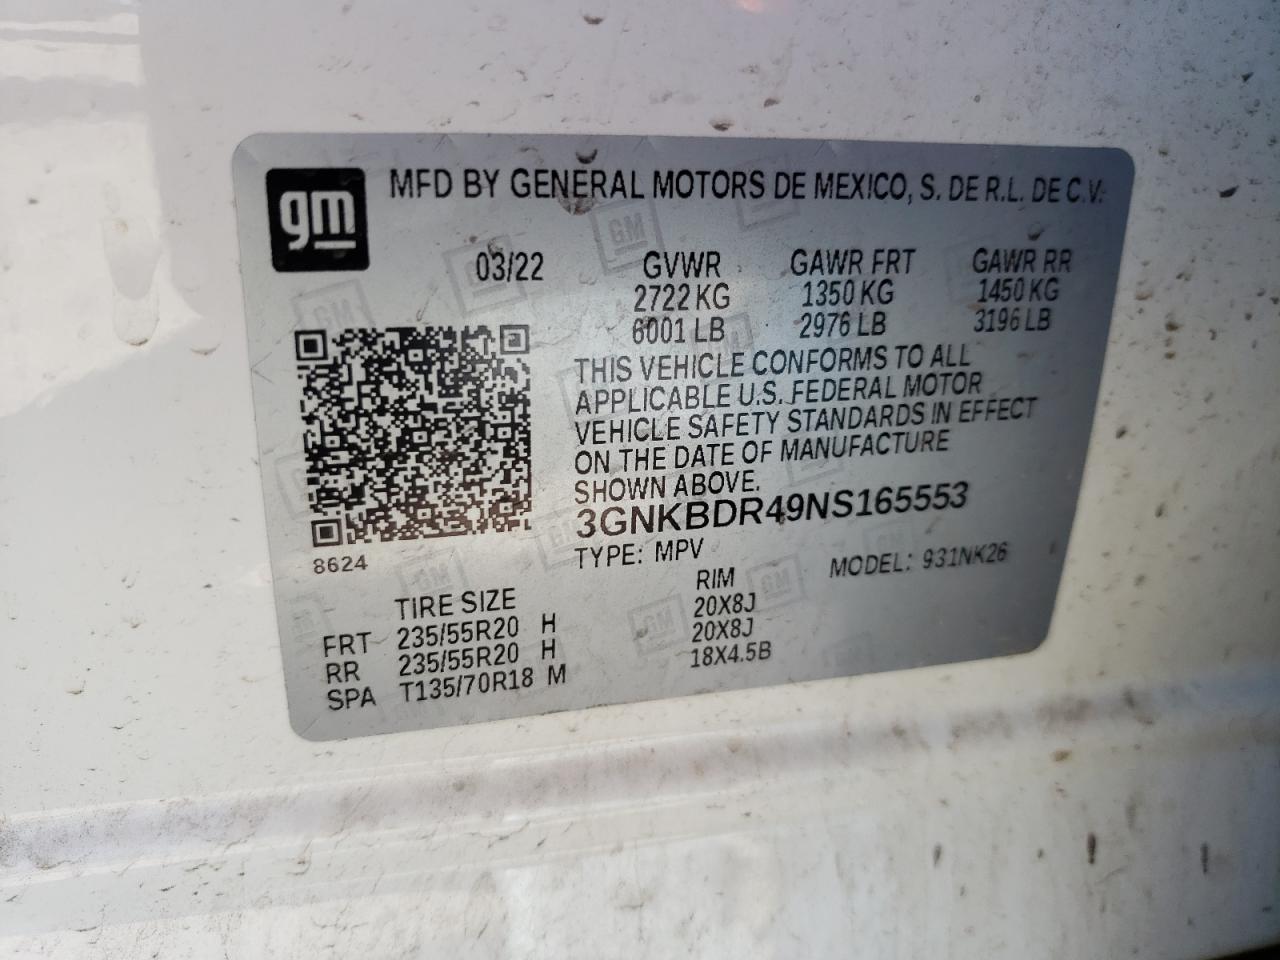 gm
MFD BY GENERAL MOTORS DE MEXICO, S. DE R.L. DE C.V.
03/22 GVWR GAWR FRT GAWR RR
2722 KG 1350 KG 1450 KG
6001 LB 2976 LB 3196 LB
THIS VEHICLE CONFORMS TO ALL
APPLICABLE U.S. FEDERAL MOTOR
VEHICLE SAFETY STANDARDS IN EFFECT
ON THE DATE OF MANUFACTURE
SHOWN ABOVE.
3GNKBDR49NS165553
8624 TYPE: MPV MODEL: 931NK26
TIRE SIZE RIM
FRT 235/55R20 H 20X8J
RR 235/55R20 H 20X8J
SPA T135/70R18 M 18X4.5B